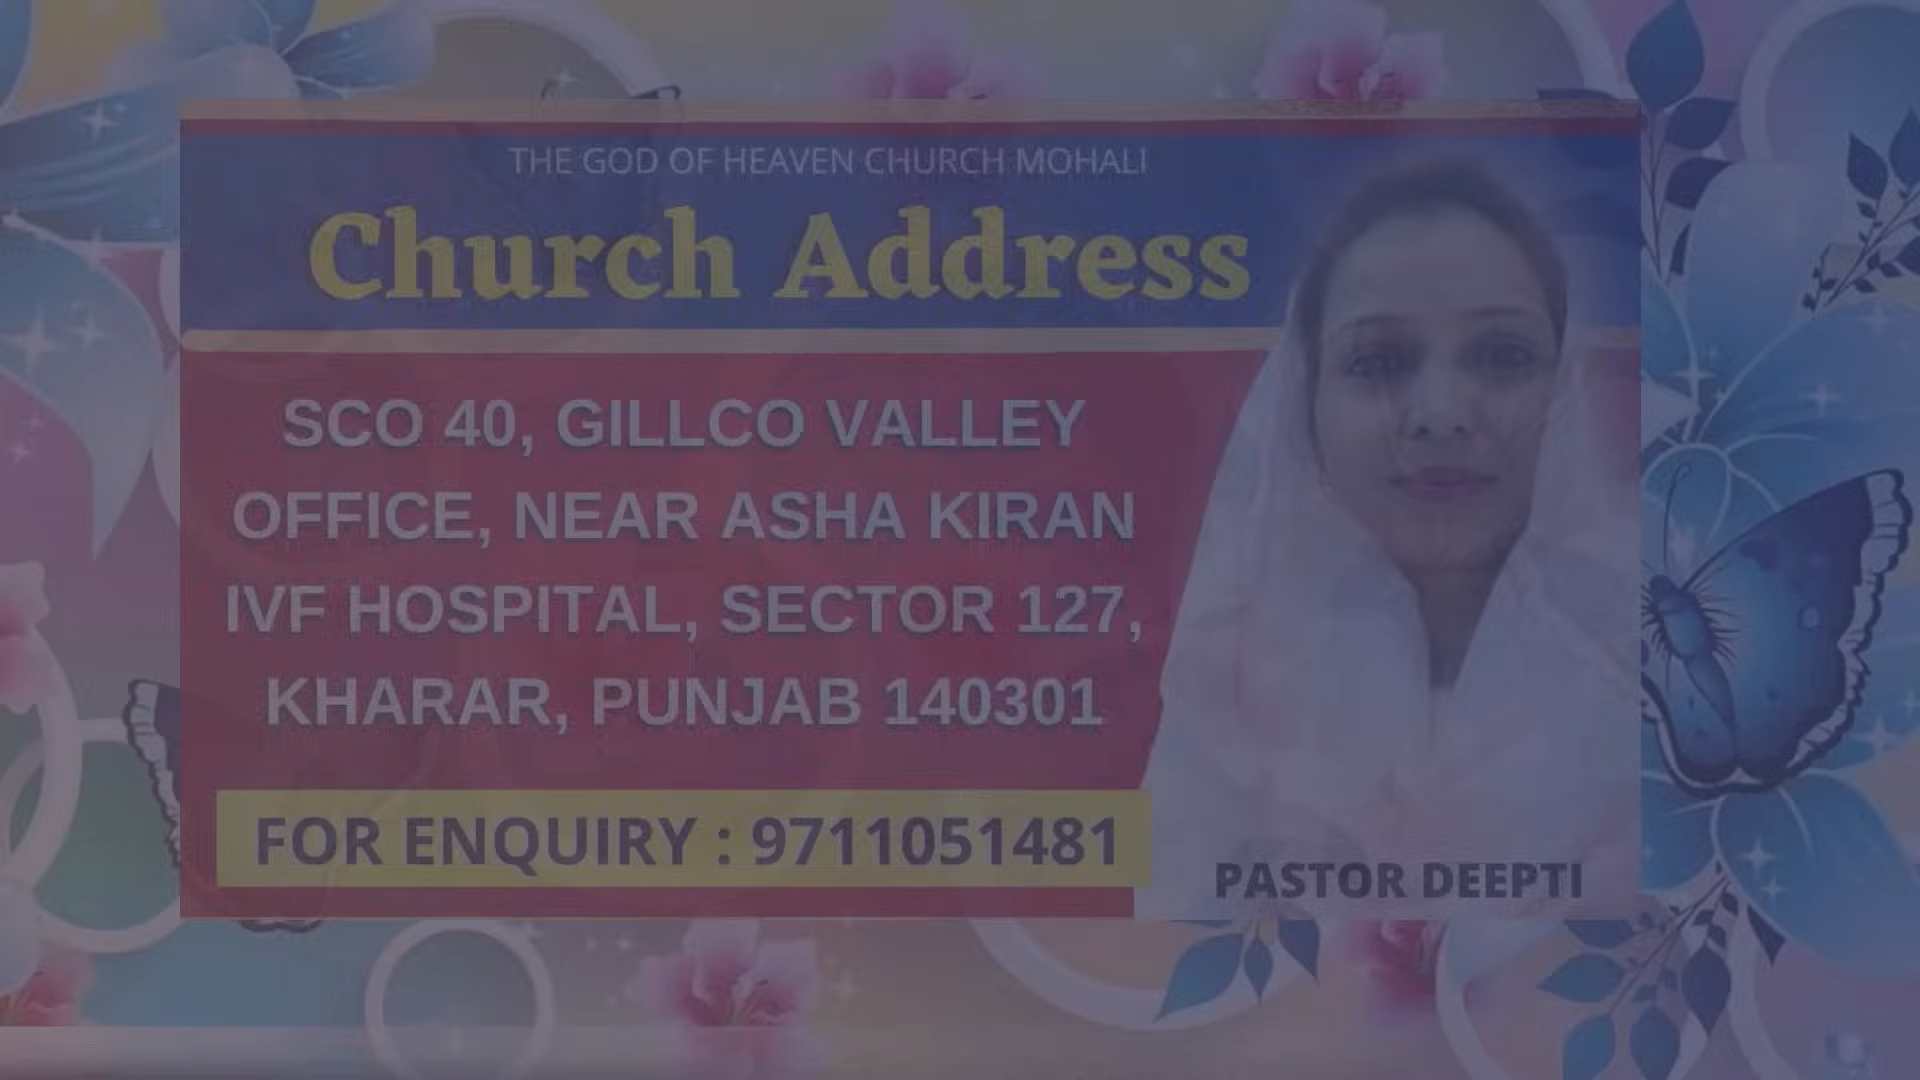 THE GOD OF HEAVEN CHURCH MOHALI
Church Address
SCO 40, GILLCO VALLEY
OFFICE, NEAR ASHA KIRAN
IVF HOSPITAL, SECTOR 127,
KHARAR, PUNJAB 140301
FOR ENQUIRY : 9711051481
PASTOR DEEPTI